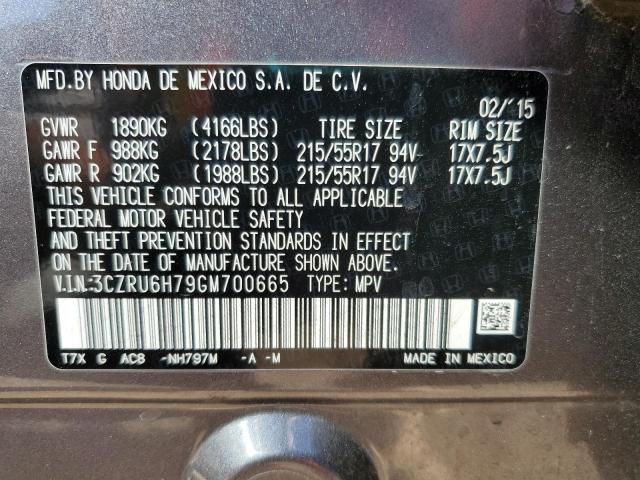 MFD.BY HONDA DE MEXICO S.A. DE C.V.
02/'15
GVWR 1890KG (4166LBS) TIRE SIZE RIM SIZE
GAWR F 988KG (2178LBS) 215/55R17 94V 17X7.5J
GAWR R 902KG (1988LBS) 215/55R17 94V 17X7.5J
THIS VEHICLE CONFORMS TO ALL APPLICABLE
FEDERAL MOTOR VEHICLE SAFETY
AND THEFT PREVENTION STANDARDS IN EFFECT
ON THE DATE OF MANUFACTURE SHOWN ABOVE.
V.I.N.:3CZRU6H79GM700665 TYPE: MPV
T7X G AC8 -NH797M -A -M MADE IN MEXICO